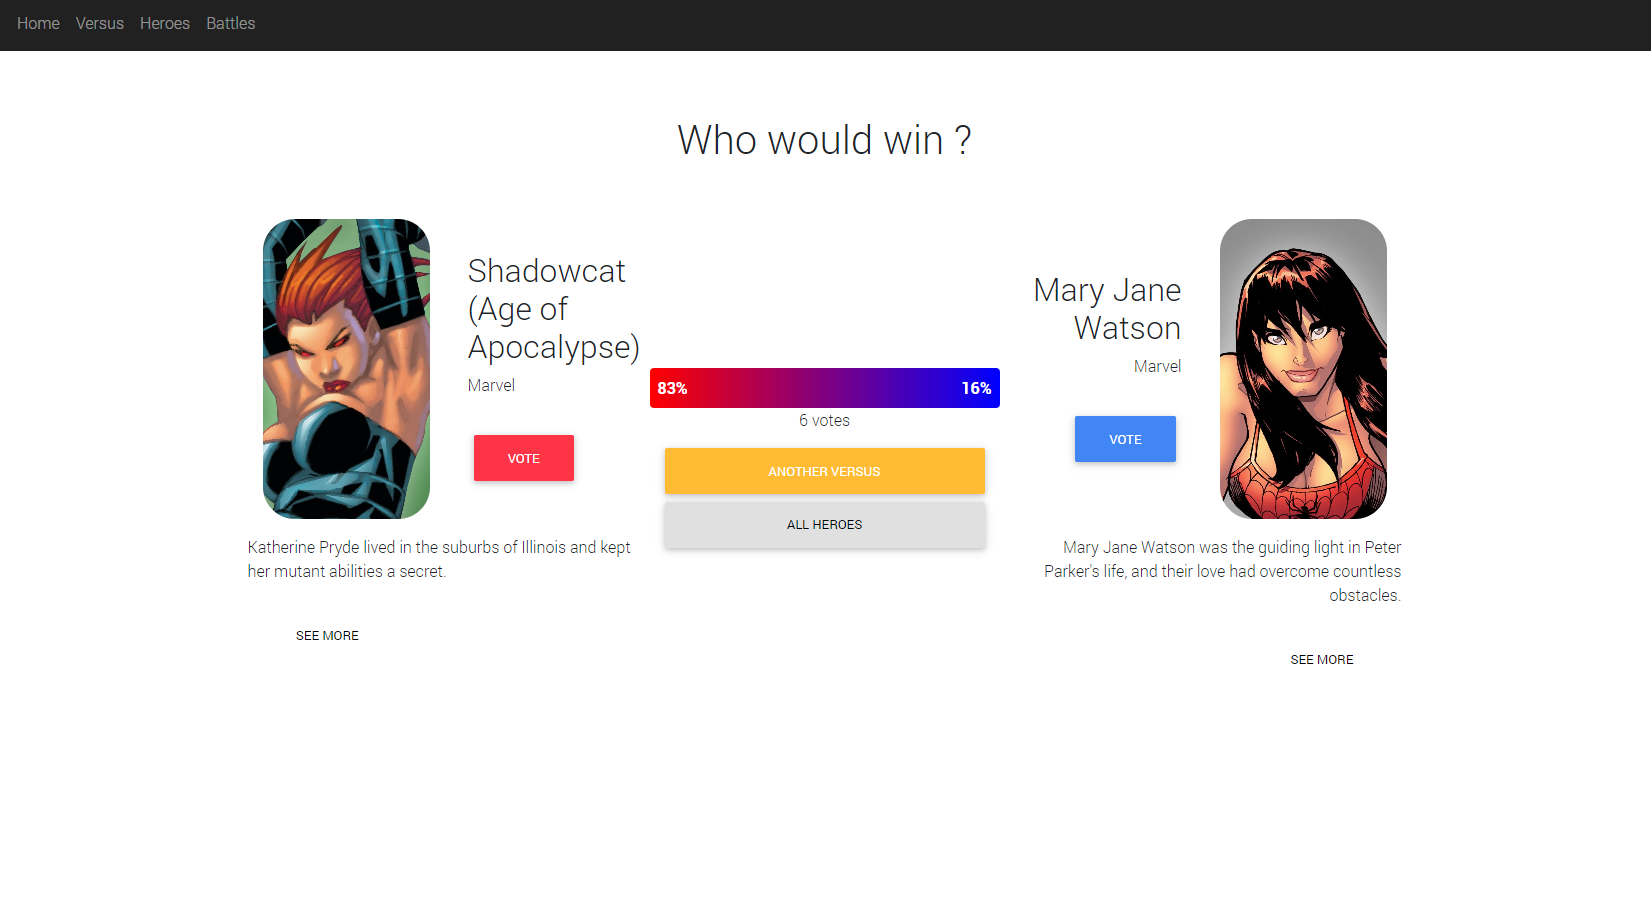 Home Versus Heroes Battles
Who would win ?
Shadowcat
(Age of
Apocalypse)
Marvel
VOTE
Katherine Pryde lived in the suburbs of Illinois and kept
her mutant abilities a secret.
SEE MORE
83% 16%
6 votes
ANOTHER VERSUS
ALL HEROES
Mary Jane
Watson
Marvel
VOTE
Mary Jane Watson was the guiding light in Peter
Parker's life, and their love had overcome countless
obstacles.
SEE MORE